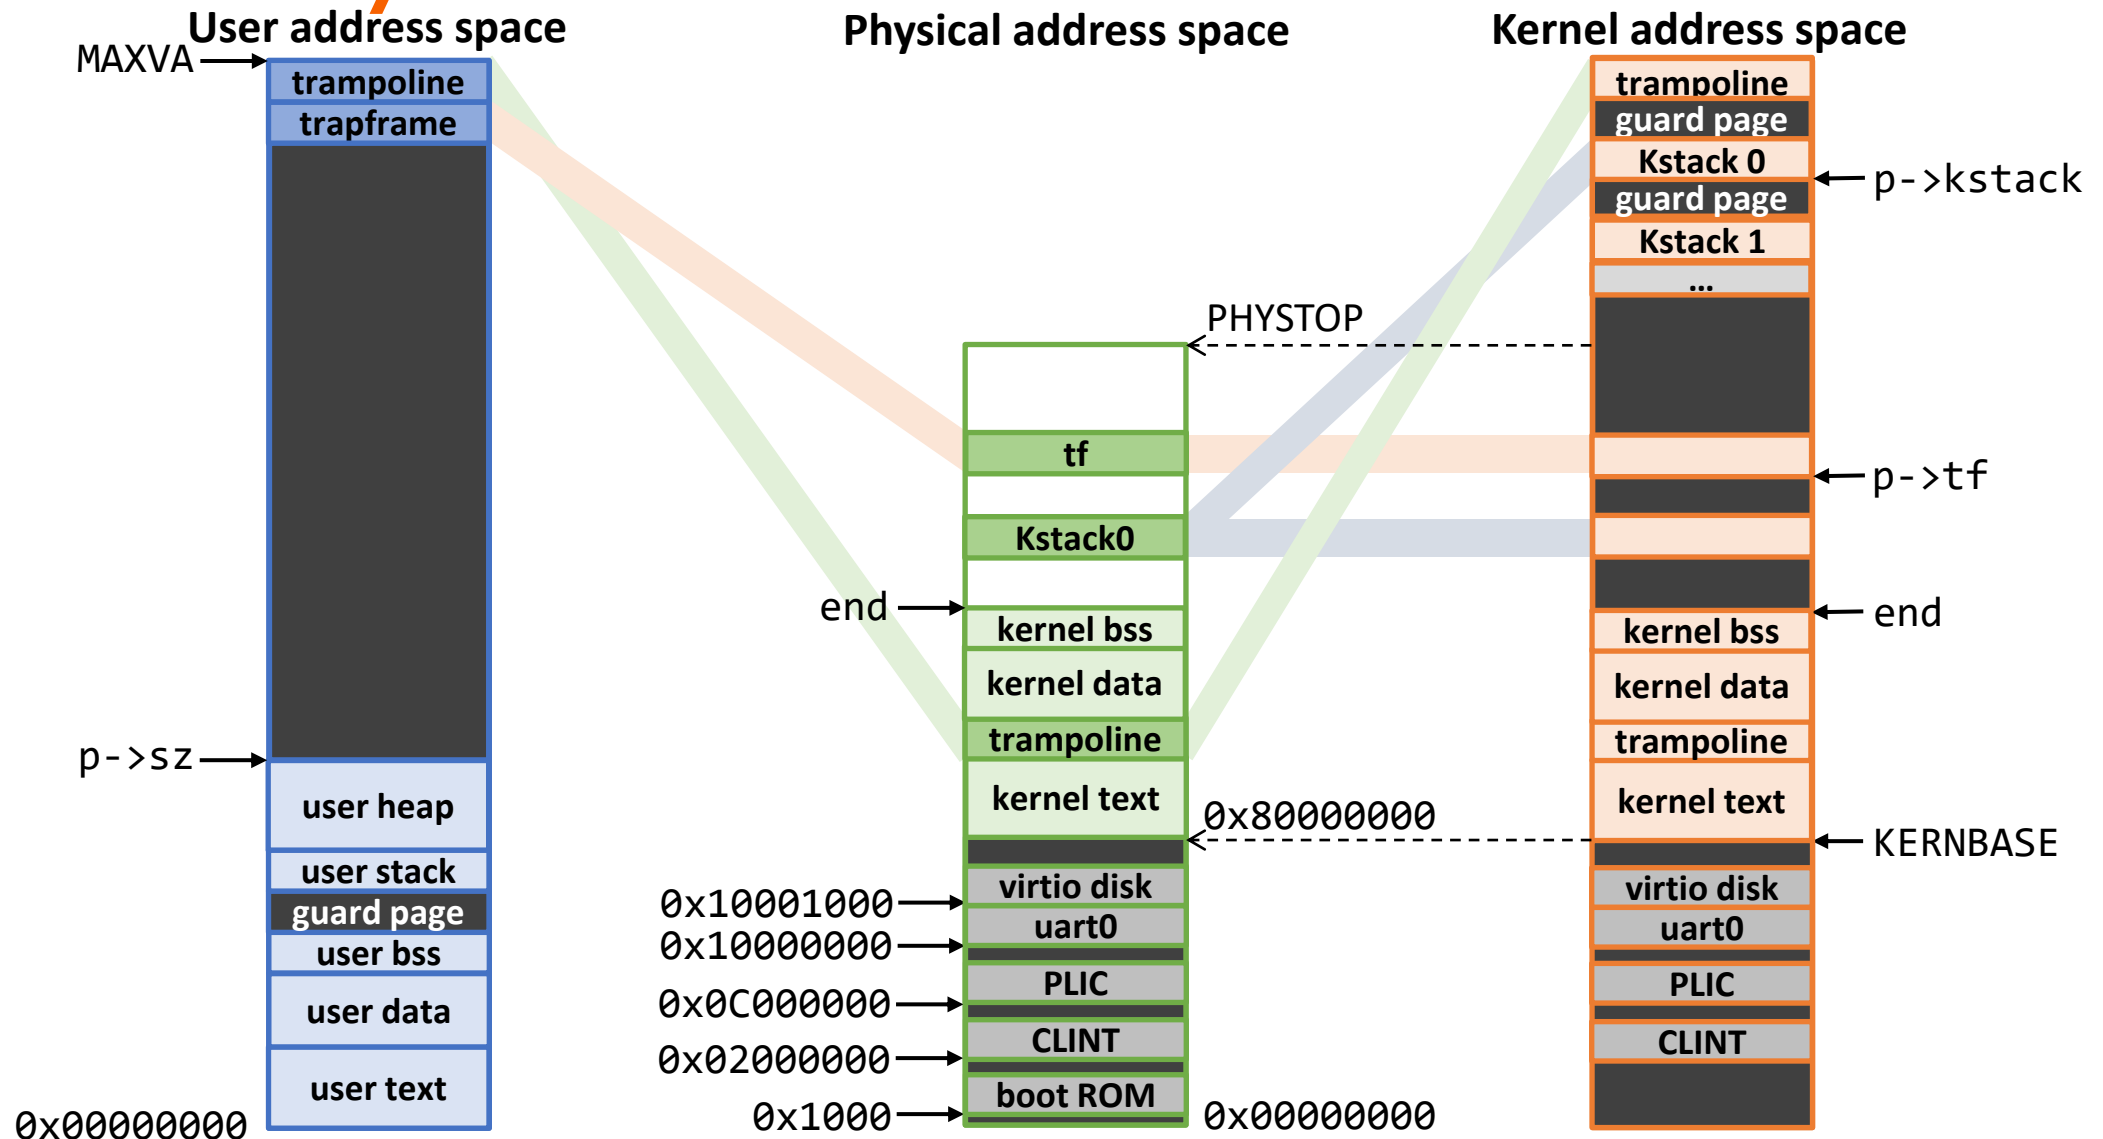 User address space
MAXVA
trampoline
trapframe
p->sz
user heap
user stack
guard page
user bss
user data
user text
0x00000000
Physical address space
PHYSTOP
tf
Kstack0
end
kernel bss
kernel data
trampoline
kernel text
0x80000000
virtio disk
0x10001000
uart0
0x10000000
PLIC
0x0C000000
CLINT
0x02000000
boot ROM
0x1000
0x00000000
Kernel address space
trampoline
guard page
Kstack 0
p->kstack
guard page
Kstack 1
...
p->tf
end
kernel bss
kernel data
trampoline
kernel text
KERNBASE
virtio disk
uart0
PLIC
CLINT